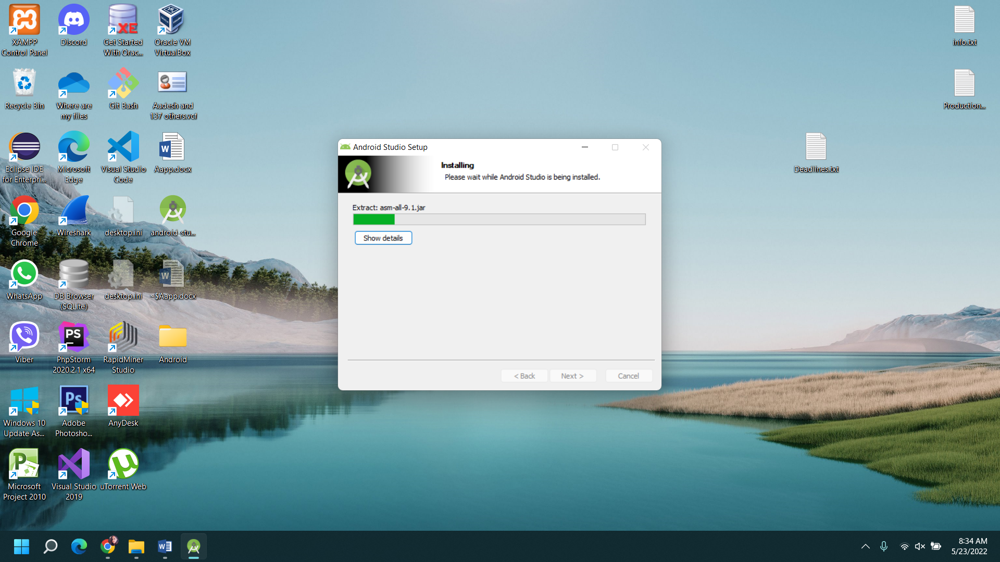 XAMPP
Control Panel
Discord
XE
Get Started
With Orac...
Oracle VM
VirtualBox
info.txt
Recycle Bin
Where are
my files
Git Bash
Aadesh and
137 others.vcf
Production...
Eclipse IDE
for Enterpri...
Microsoft
Edge
Visual Studio
Code
W
Aapp.docx
Deadlines.txt
Google
Chrome
Wireshark
desktop.ini
android-stu...
WhatsApp
DB Browser
(SQLite)
desktop.ini
W
~$Aapp.docx
Viber
PS
PhpStorm
2020.2.1 x64
RapidMiner
Studio
Android
Windows 10
Update As...
Ps
Adobe
Photosho...
AnyDesk
P
Microsoft
Project 2010
Visual Studio
2019
µ
uTorrent Web
Android Studio Setup
Installing
Please wait while Android Studio is being installed.
Extract: asm-all-9.1.jar
Show details
< Back
Next >
Cancel
W
8:34 AM
5/23/2022